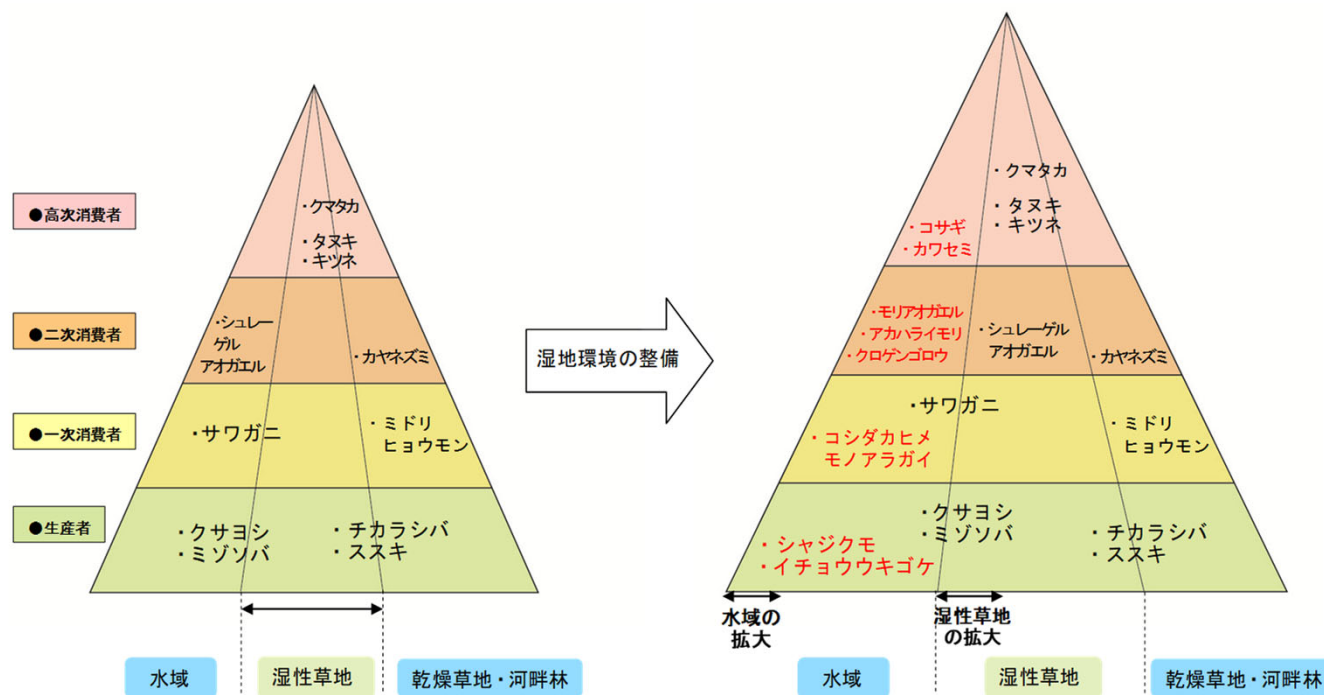 ●高次消費者
●二次消費者
●一次消費者
●生産者
・クマタカ
・タヌキ
・キツネ
・シュレー
ゲル
アオガエル
・カヤネズミ
・サワガニ
・ミドリ
ヒョウモン
・クサヨシ
・ミゾソバ
・チカラシバ
・ススキ
水域
湿性草地
乾燥草地・河畔林
湿地環境の整備
・クマタカ
・タヌキ
・キツネ
・コサギ
・カワセミ
・モリアオガエル
・アカハライモリ
・クロゲンゴロウ
・シュレーゲル
アオガエル
・カヤネズミ
・サワガニ
・コシダカヒメ
モノアラガイ
・ミドリ
ヒョウモン
・クサヨシ
・ミゾソバ
・シャジクモ
・イチョウウキゴケ
・チカラシバ
・ススキ
水域の
拡大
湿性草地
の拡大
水域
湿性草地
乾燥草地・河畔林